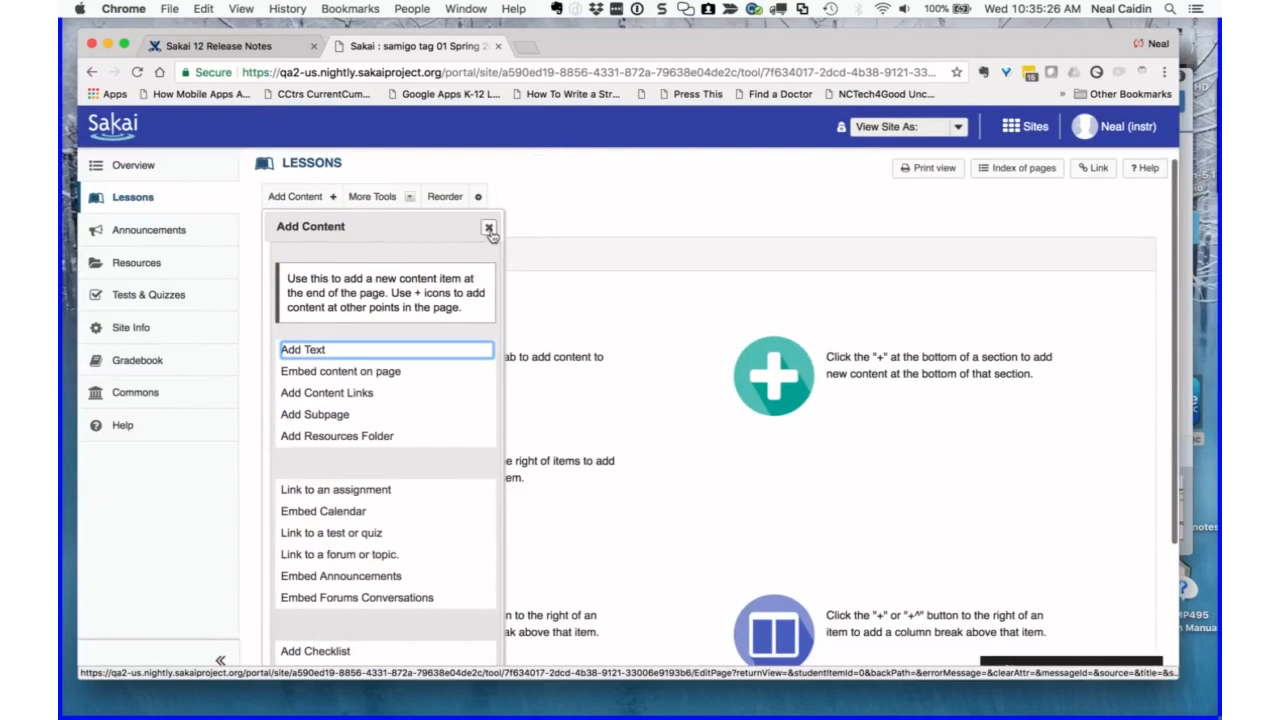 Chrome File Edit View History Bookmarks People Window Help 100% Wed 10:35:26 AM Neal Caidin
Sakai 12 Release Notes × Sakai : samigo tag 01 Spring 2 × Neal
Secure https://qa2-us.nightly.sakaiproject.org/portal/site/a590ed19-8856-4331-872a-79638e04de2c/tool/7f634017-2dcd-4b38-9121-33...
Apps How Mobile Apps A... CCtrs CurrentCum... Google Apps K-12 L... How To Write a Str... Press This Find a Doctor NCTech4Good Unc... » Other Bookmarks
Sakai View Site As: Sites Neal (instr)
Overview
Lessons
Announcements
Resources
Tests & Quizzes
Site Info
Gradebook
Commons
Help
LESSONS
Print view Index of pages Link ? Help
Add Content + More Tools Reorder
Add Content
Use this to add a new content item at
the end of the page. Use + icons to add
content at other points in the page.
Add Text
Embed content on page
Add Content Links
Add Subpage
Add Resources Folder
Link to an assignment
Embed Calendar
Link to a test or quiz
Link to a forum or topic.
Embed Announcements
Embed Forums Conversations
Add Checklist
ab to add content to
Click the "+" at the bottom of a section to add
new content at the bottom of that section.
e right of items to add
em.
n to the right of an
ak above that item.
Click the "+" or "+^" button to the right of an
item to add a column break above that item.
https://qa2-us.nightly.sakaiproject.org/portal/site/a590ed19-8856-4331-872a-79638e04de2c/tool/7f634017-2dcd-4b38-9121-33006e9193b6/EditPage?returnView=&studentItemId=0&backPath=&errorMessage=&clearAttr=&messageId=&source=&title=&s...
notes
MP495
n Manua